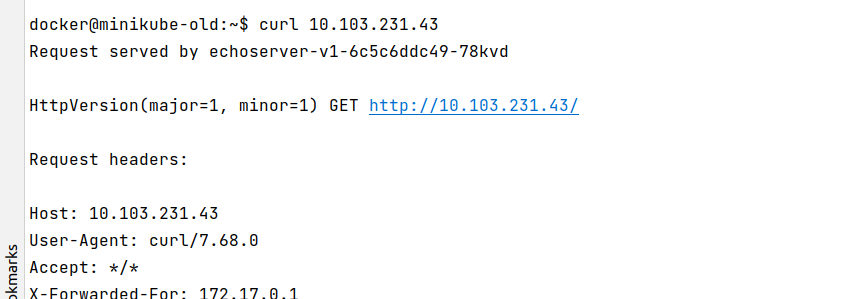 docker@minikube-old:~$ curl 10.103.231.43
Request served by echoserver-v1-6c5c6ddc49-78kvd
HttpVersion(major=1, minor=1) GET http://10.103.231.43/
Request headers:
Host: 10.103.231.43
User-Agent: curl/7.68.0
Accept: */*
X-Forwarded-For: 172.17.0.1
okmarks